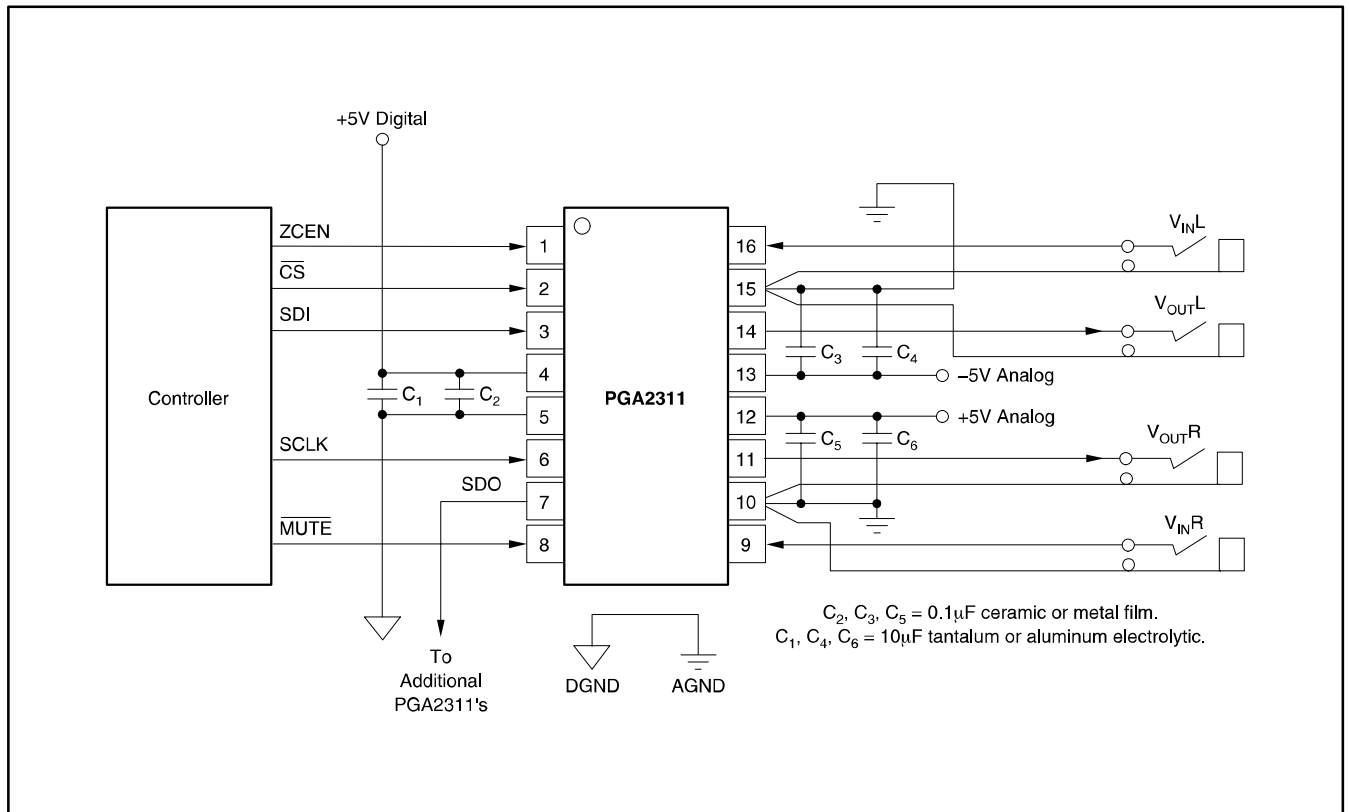 +5V Digital
Controller
ZCEN
C̅S̅
SDI
SCLK
SDO
M̅U̅T̅E̅
C1
C2
1
2
3
4
5
6
7
8
PGA2311
16
15
14
13
12
11
10
9
C3
C4
–5V Analog
+5V Analog
C5
C6
VINL
VOUTL
VOUTR
VINR
To
Additional
PGA2311's
DGND
AGND
C2, C3, C5 = 0.1µF ceramic or metal film.
C1, C4, C6 = 10µF tantalum or aluminum electrolytic.